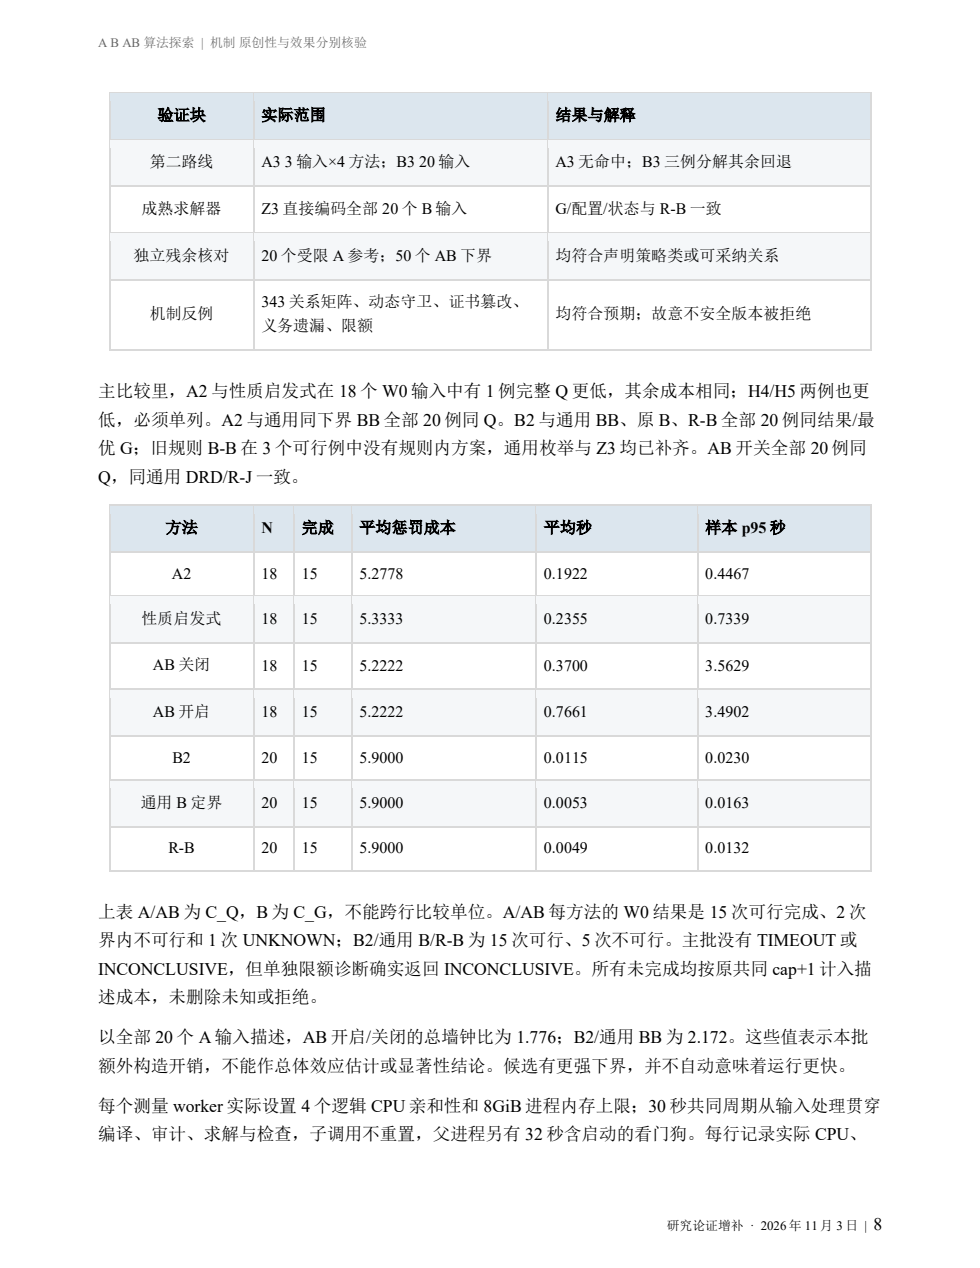 A B AB 算法探索 | 机制 原创性与效果分别核验
验证块 实际范围 结果与解释
第二路线 A3 3 输入×4 方法；B3 20 输入 A3 无命中；B3 三例分解其余回退
成熟求解器 Z3 直接编码全部 20 个 B 输入 G/配置/状态与 R-B 一致
独立残余核对 20 个受限 A 参考；50 个 AB 下界 均符合声明策略类或可采纳关系
机制反例 343 关系矩阵、动态守卫、证书篡改、 均符合预期；故意不安全版本被拒绝
义务遗漏、限额
主比较里，A2 与性质启发式在 18 个 W0 输入中有 1 例完整 Q 更低，其余成本相同；H4/H5 两例也更
低，必须单列。A2 与通用同下界 BB 全部 20 例同 Q。B2 与通用 BB、原 B、R-B 全部 20 例同结果/最
优 G；旧规则 B-B 在 3 个可行例中没有规则内方案，通用枚举与 Z3 均已补齐。AB 开关全部 20 例同
Q，同通用 DRD/R-J 一致。
方法 N 完成 平均惩罚成本 平均秒 样本 p95 秒
A2 18 15 5.2778 0.1922 0.4467
性质启发式 18 15 5.3333 0.2355 0.7339
AB 关闭 18 15 5.2222 0.3700 3.5629
AB 开启 18 15 5.2222 0.7661 3.4902
B2 20 15 5.9000 0.0115 0.0230
通用 B 定界 20 15 5.9000 0.0053 0.0163
R-B 20 15 5.9000 0.0049 0.0132
上表 A/AB 为 C_Q，B 为 C_G，不能跨行比较单位。A/AB 每方法的 W0 结果是 15 次可行完成、2 次
界内不可行和 1 次 UNKNOWN；B2/通用 B/R-B 为 15 次可行、5 次不可行。主批没有 TIMEOUT 或
INCONCLUSIVE，但单独限额诊断确实返回 INCONCLUSIVE。所有未完成均按原共同 cap+1 计入描
述成本，未删除未知或拒绝。
以全部 20 个 A 输入描述，AB 开启/关闭的总墙钟比为 1.776；B2/通用 BB 为 2.172。这些值表示本批
额外构造开销，不能作总体效应估计或显著性结论。候选有更强下界，并不自动意味着运行更快。
每个测量 worker 实际设置 4 个逻辑 CPU 亲和性和 8GiB 进程内存上限；30 秒共同周期从输入处理贯穿
编译、审计、求解与检查，子调用不重置，父进程另有 32 秒含启动的看门狗。每行记录实际 CPU、
研究论证增补 · 2026 年 11 月 3 日 | 8